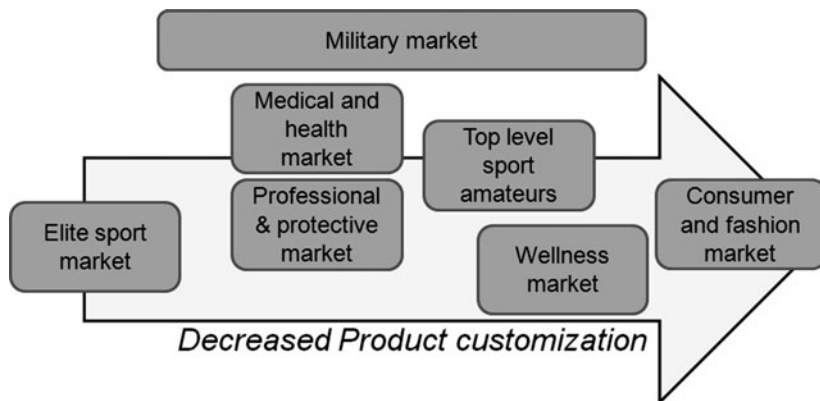 Military market
Medical and
health
market
Top level
sport
amateurs
Professional
& protective
market
Consumer
and fashion
market
Elite sport
market
Wellness
market
Decreased Product customization